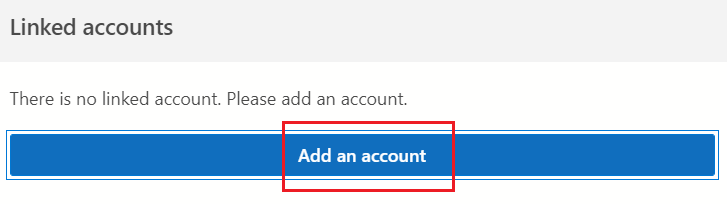 Linked accounts
There is no linked account. Please add an account.
Add an account